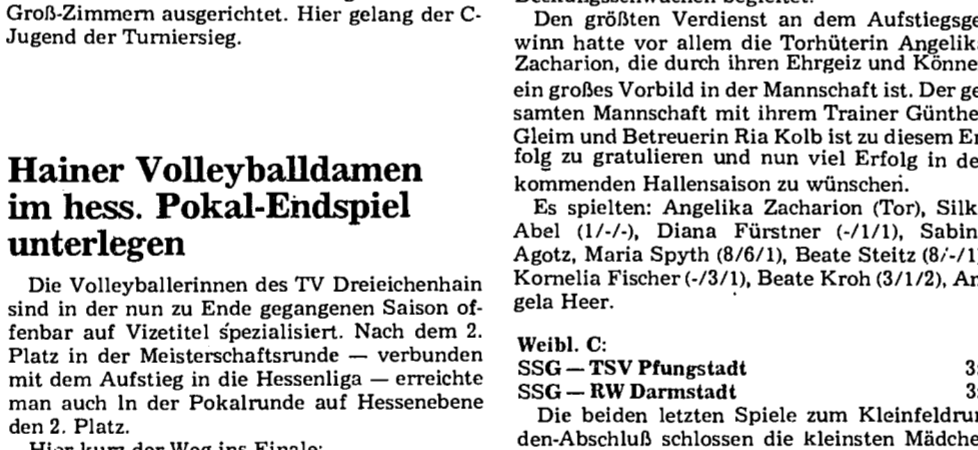 Groß-Zimmern ausgerichtet. Hier gelang der C-
Jugend der Turniersieg.
Hainer Volleyballdamen
im hess. Pokal-Endspiel
unterlegen
Die Volleyballerinnen des TV Dreieichenhain
sind in der nun zu Ende gegangenen Saison of-
fenbar auf Vizetitel spezialisiert. Nach dem 2.
Platz in der Meisterschaftsrunde — verbunden
mit dem Aufstieg in die Hessenliga — erreichte
man auch in der Pokalrunde auf Hessenebene
den 2. Platz.
Hier kurz der Weg ins Finale:
Den größten Verdienst an dem Aufstiegsge
winn hatte vor allem die Torhüterin Angelik
Zacharion, die durch ihren Ehrgeiz und Könne
ein großes Vorbild in der Mannschaft ist. Der ge
samten Mannschaft mit ihrem Trainer Günthe
Gleim und Betreuerin Ria Kolb ist zu diesem Er
folg zu gratulieren und nun viel Erfolg in de
kommenden Hallensaison zu wünschen.
Es spielten: Angelika Zacharion (Tor), Silk
Abel (1/-/-), Diana Fürstner (-/1/1), Sabin
Agotz, Maria Spyth (8/6/1), Beate Steitz (8/-/1)
Kornelia Fischer (-/3/1), Beate Kroh (3/1/2), An
gela Heer.
Weibl. C:
SSG — TSV Pfungstadt 3:
SSG — RW Darmstadt 3:
Die beiden letzten Spiele zum Kleinfeldrun
den-Abschluß schlossen die kleinsten Mädche